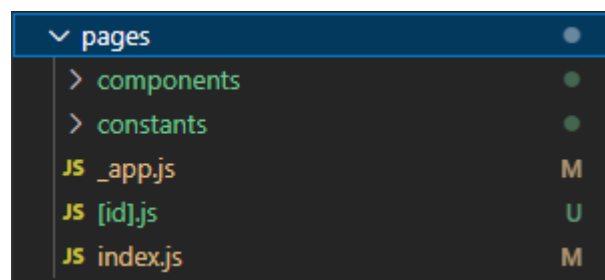 pages
components
constants
JS _app.js M
JS [id].js U
JS index.js M